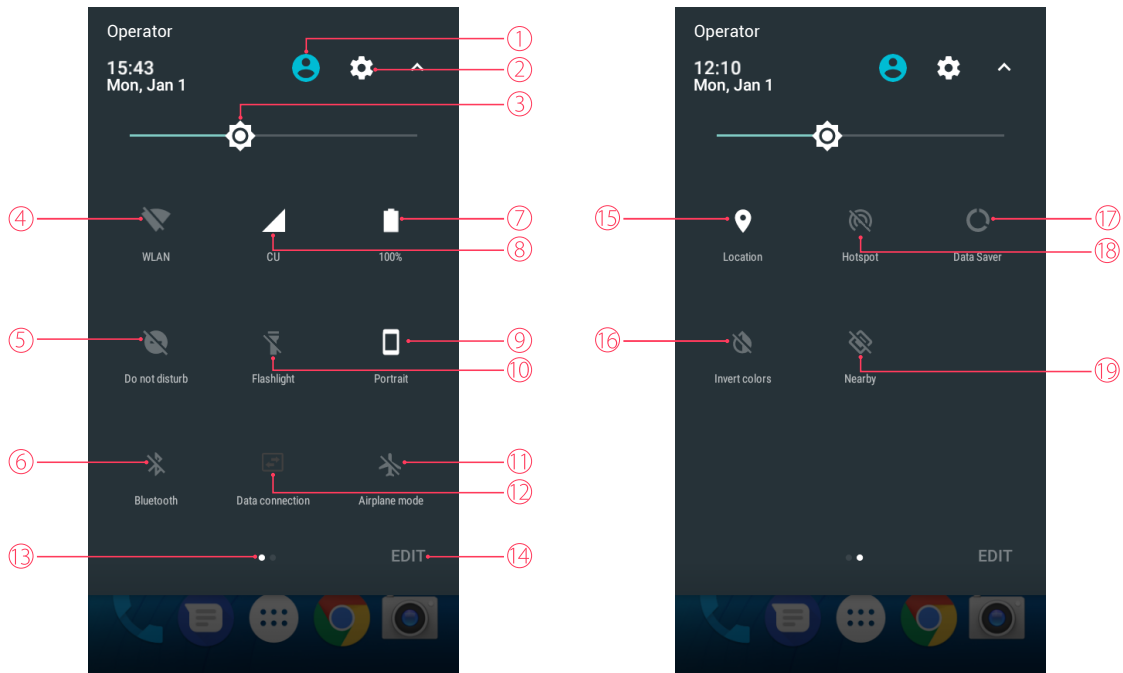 Operator
15:43
Mon, Jan 1
①
②
③
④
WLAN
CU
100%
⑦
⑧
⑤
Do not disturb
Flashlight
Portrait
⑨
⑩
⑥
Bluetooth
Data connection
Airplane mode
⑪
⑫
⑬
EDIT
⑭
Operator
12:10
Mon, Jan 1
⑮
Location
Hotspot
Data Saver
⑰
⑱
⑯
Invert colors
Nearby
⑲
EDIT